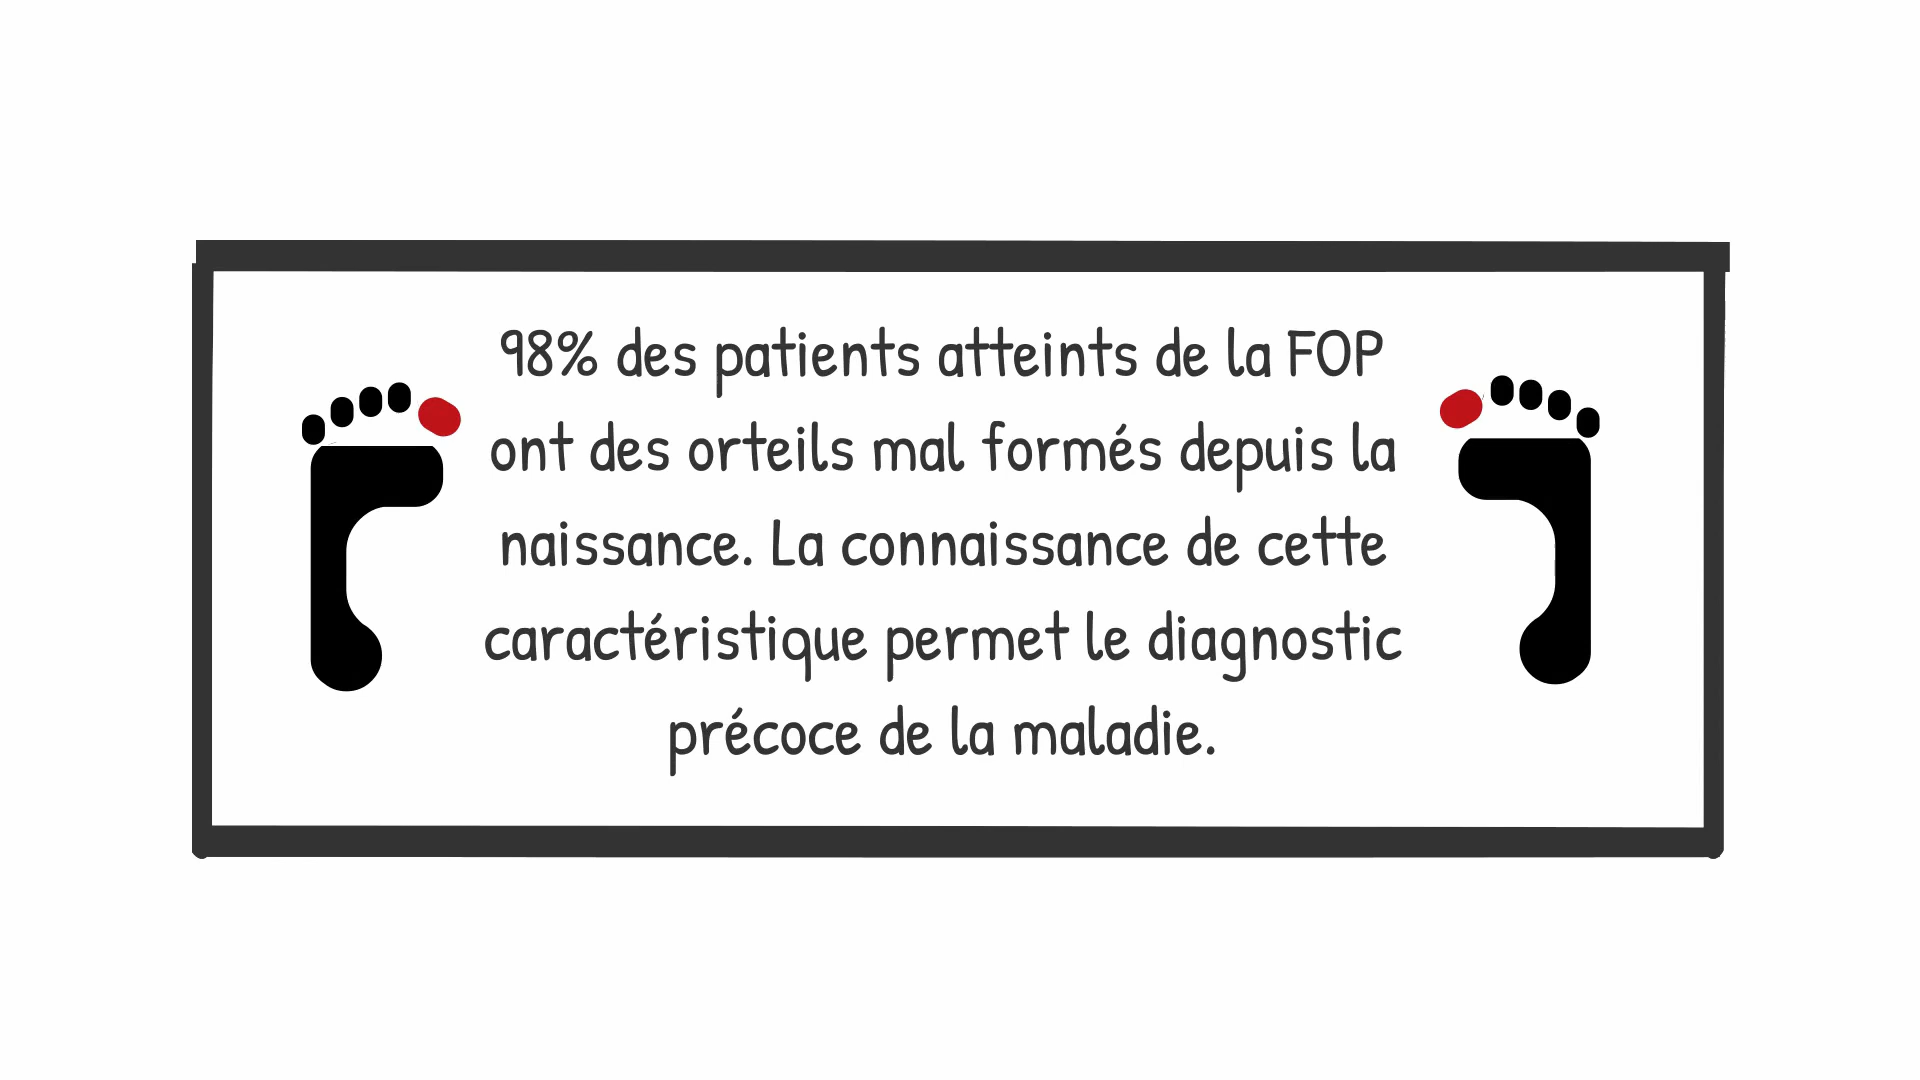 98% des patients atteints de la FOP
ont des orteils mal formés depuis la
naissance. La connaissance de cette
caractéristique permet le diagnostic
précoce de la maladie.